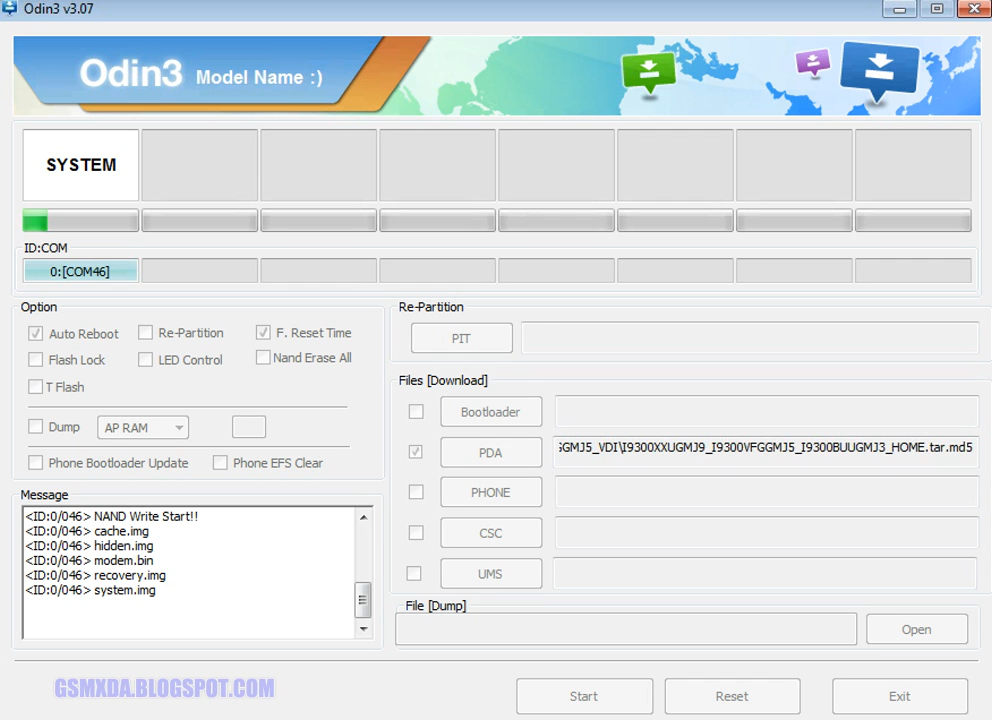 Odin3 v3.07
Odin3 Model Name :)
SYSTEM
ID:COM
0:[COM46]
Option
Auto Reboot Re-Partition F. Reset Time
Flash Lock LED Control Nand Erase All
T Flash
Dump AP RAM
Phone Bootloader Update Phone EFS Clear
Message
<ID:0/046> NAND Write Start!!
<ID:0/046> cache.img
<ID:0/046> hidden.img
<ID:0/046> modem.bin
<ID:0/046> recovery.img
<ID:0/046> system.img
Re-Partition
PIT
Files [Download]
Bootloader
PDA GGMJ5_VDI\I9300XXUGMJ9_I9300VFGGMJ5_I9300BUUGMJ3_HOME.tar.md5
PHONE
CSC
UMS
File [Dump]
Open
GSMXDA.BLOGSPOT.COM
Start Reset Exit